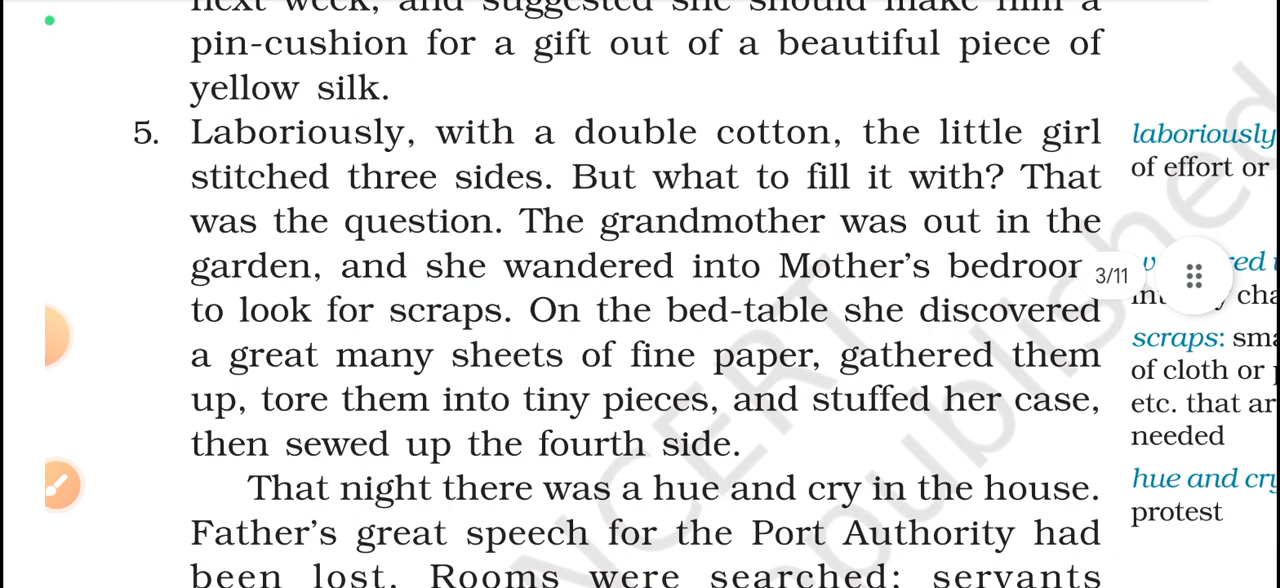 pin-cushion for a gift out of a beautiful piece of
yellow silk.
5. Laboriously, with a double cotton, the little girl
stitched three sides. But what to fill it with? That
was the question. The grandmother was out in the
garden, and she wandered into Mother's bedroom
to look for scraps. On the bed-table she discovered
a great many sheets of fine paper, gathered them
up, tore them into tiny pieces, and stuffed her case,
then sewed up the fourth side.
That night there was a hue and cry in the house.
Father's great speech for the Port Authority had
been lost. Rooms were searched; servants
laboriously
of effort or
3/11
scraps: 
of cloth or
etc. that
needed
hue and cry
protest
NCERT
published